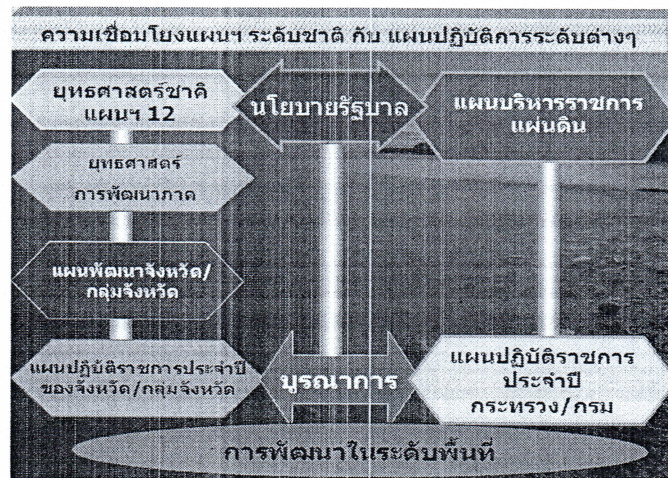 ความเชื่อมโยงแผนฯ ระดับชาติ กับ แผนปฏิบัติการระดับต่างๆ
ยุทธศาสตร์ชาติ
แผนฯ 12
นโยบายรัฐบาล
แผนบริหารราชการ
แผ่นดิน
ยุทธศาสตร์
การพัฒนาภาค
แผนพัฒนาจังหวัด/
กลุ่มจังหวัด
แผนปฏิบัติราชการประจำปี
ของจังหวัด/กลุ่มจังหวัด
บูรณาการ
แผนปฏิบัติราชการ
ประจำปี
กระทรวง/กรม
การพัฒนาในระดับพื้นที่